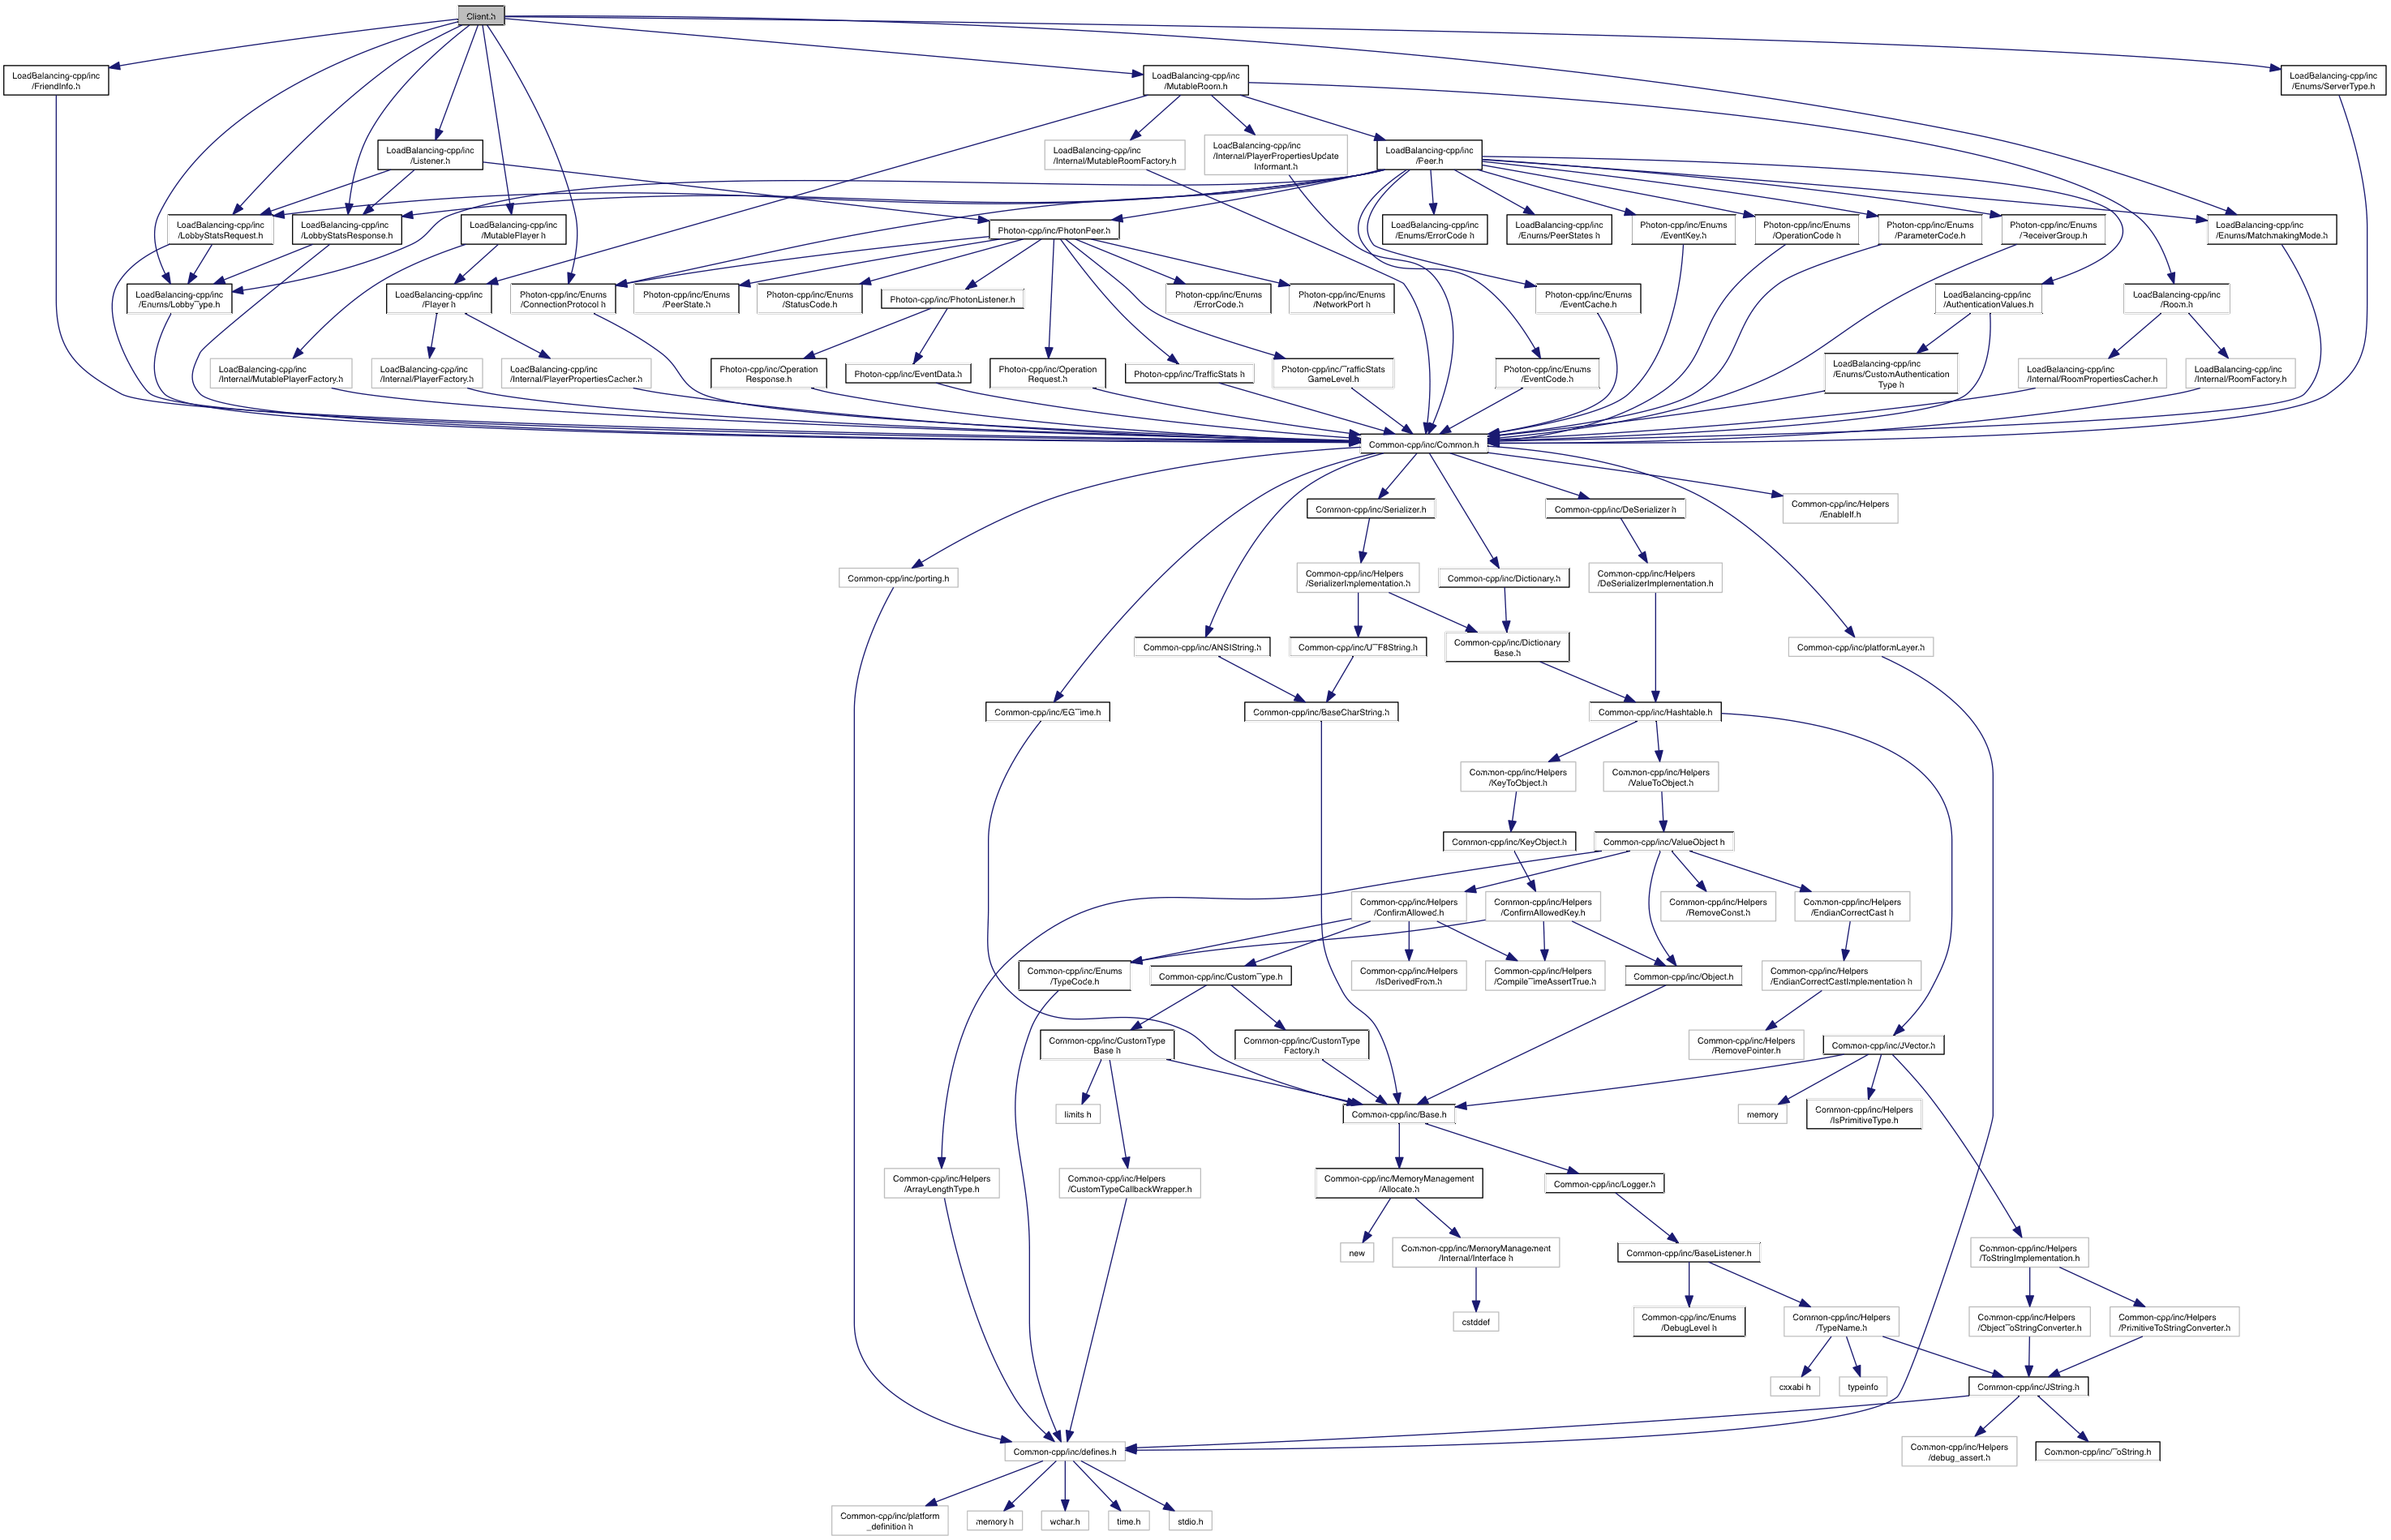 Client.h
LoadBalancing-cpp/inc
/FriendInfo.h
LoadBalancing-cpp/inc
/MutableRoom.h
LoadBalancing-cpp/inc
/Enums/ServerType.h
LoadBalancing-cpp/inc
/Listener.h
LoadBalancing-cpp/inc
/Internal/MutableRoomFactory.h
LoadBalancing-cpp/inc
/Internal/PlayerPropertiesUpdate
Informant.h
LoadBalancing-cpp/inc
/Peer.h
LoadBalancing-cpp/inc
/LobbyStatsRequest.h
LoadBalancing-cpp/inc
/LobbyStatsResponse.h
LoadBalancing-cpp/inc
/MutablePlayer.h
Photon-cpp/inc/PhotonPeer.h
LoadBalancing-cpp/inc
/Enums/ErrorCode.h
LoadBalancing-cpp/inc
/Enums/PeerStates.h
Photon-cpp/inc/Enums
/EventKey.h
Photon-cpp/inc/Enums
/OperationCode.h
Photon-cpp/inc/Enums
/ParameterCode.h
Photon-cpp/inc/Enums
/ReceiverGroup.h
LoadBalancing-cpp/inc
/Enums/MatchmakingMode.h
LoadBalancing-cpp/inc
/Enums/LobbyType.h
LoadBalancing-cpp/inc
/Player.h
Photon-cpp/inc/Enums
/ConnectionProtocol.h
Photon-cpp/inc/Enums
/PeerState.h
Photon-cpp/inc/Enums
/StatusCode.h
Photon-cpp/inc/PhotonListener.h
Photon-cpp/inc/Enums
/ErrorCode.h
Photon-cpp/inc/Enums
/NetworkPort.h
Photon-cpp/inc/Enums
/EventCache.h
LoadBalancing-cpp/inc
/AuthenticationValues.h
LoadBalancing-cpp/inc
/Room.h
LoadBalancing-cpp/inc
/Internal/MutablePlayerFactory.h
LoadBalancing-cpp/inc
/Internal/PlayerFactory.h
LoadBalancing-cpp/inc
/Internal/PlayerPropertiesCacher.h
Photon-cpp/inc/Operation
Response.h
Photon-cpp/inc/EventData.h
Photon-cpp/inc/Operation
Request.h
Photon-cpp/inc/TrafficStats.h
Photon-cpp/inc/TrafficStats
GameLevel.h
Photon-cpp/inc/Enums
/EventCode.h
LoadBalancing-cpp/inc
/Enums/CustomAuthentication
Type.h
LoadBalancing-cpp/inc
/Internal/RoomPropertiesCacher.h
LoadBalancing-cpp/inc
/Internal/RoomFactory.h
Common-cpp/inc/Common.h
Common-cpp/inc/Serializer.h
Common-cpp/inc/DeSerializer.h
Common-cpp/inc/Helpers
/EnableIf.h
Common-cpp/inc/porting.h
Common-cpp/inc/Helpers
/SerializerImplementation.h
Common-cpp/inc/Dictionary.h
Common-cpp/inc/Helpers
/DeSerializerImplementation.h
Common-cpp/inc/ANSIString.h
Common-cpp/inc/UTF8String.h
Common-cpp/inc/Dictionary
Base.h
Common-cpp/inc/platformLayer.h
Common-cpp/inc/EGTime.h
Common-cpp/inc/BaseCharString.h
Common-cpp/inc/Hashtable.h
Common-cpp/inc/Helpers
/KeyToObject.h
Common-cpp/inc/Helpers
/ValueToObject.h
Common-cpp/inc/KeyObject.h
Common-cpp/inc/ValueObject.h
Common-cpp/inc/Helpers
/ConfirmAllowed.h
Common-cpp/inc/Helpers
/ConfirmAllowedKey.h
Common-cpp/inc/Helpers
/RemoveConst.h
Common-cpp/inc/Helpers
/EndianCorrectCast.h
Common-cpp/inc/Enums
/TypeCode.h
Common-cpp/inc/CustomType.h
Common-cpp/inc/Helpers
/IsDerivedFrom.h
Common-cpp/inc/Helpers
/CompileTimeAssertTrue.h
Common-cpp/inc/Object.h
Common-cpp/inc/Helpers
/EndianCorrectCastImplementation.h
Common-cpp/inc/CustomType
Base.h
Common-cpp/inc/CustomType
Factory.h
Common-cpp/inc/Helpers
/RemovePointer.h
Common-cpp/inc/JVector.h
limits.h
Common-cpp/inc/Base.h
memory
Common-cpp/inc/Helpers
/IsPrimitiveType.h
Common-cpp/inc/Helpers
/ArrayLengthType.h
Common-cpp/inc/Helpers
/CustomTypeCallbackWrapper.h
Common-cpp/inc/MemoryManagement
/Allocate.h
Common-cpp/inc/Logger.h
new
Common-cpp/inc/MemoryManagement
/Internal/Interface.h
Common-cpp/inc/BaseListener.h
Common-cpp/inc/Helpers
/ToStringImplementation.h
cstddef
Common-cpp/inc/Enums
/DebugLevel.h
Common-cpp/inc/Helpers
/TypeName.h
Common-cpp/inc/Helpers
/ObjectToStringConverter.h
Common-cpp/inc/Helpers
/PrimitiveToStringConverter.h
cxxabi.h
typeinfo
Common-cpp/inc/JString.h
Common-cpp/inc/defines.h
Common-cpp/inc/Helpers
/debug_assert.h
Common-cpp/inc/ToString.h
Common-cpp/inc/platform
_definition.h
memory.h
wchar.h
time.h
stdio.h